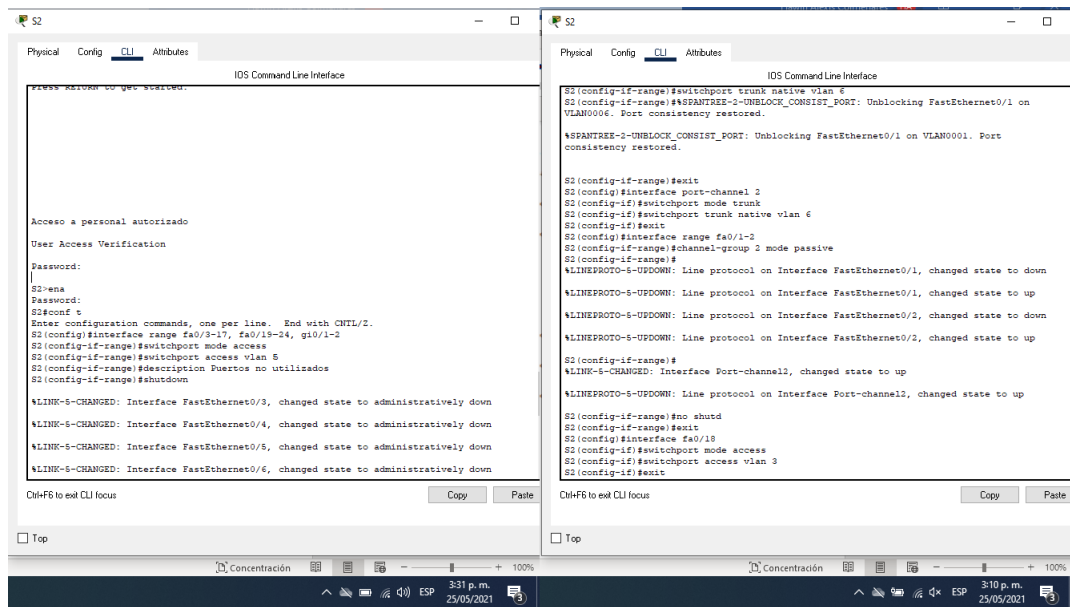 S2
Physical Config CLI Attributes
IOS Command Line Interface
Press RETURN to get started.
Acceso a personal autorizado
User Access Verification
Password:
S2>ena
Password:
S2#conf t
Enter configuration commands, one per line. End with CNTL/Z.
S2(config)#interface range fa0/3-17, fa0/19-24, gi0/1-2
S2(config-if-range)#switchport mode access
S2(config-if-range)#switchport access vlan 5
S2(config-if-range)#description Puertos no utilizados
S2(config-if-range)#shutdown
%LINK-5-CHANGED: Interface FastEthernet0/3, changed state to administratively down
%LINK-5-CHANGED: Interface FastEthernet0/4, changed state to administratively down
%LINK-5-CHANGED: Interface FastEthernet0/5, changed state to administratively down
%LINK-5-CHANGED: Interface FastEthernet0/6, changed state to administratively down
Ctrl+F6 to exit CLI focus
Copy Paste
Top
Concentración
100%
ESP
3:31 p. m.
25/05/2021
3
S2
Physical Config CLI Attributes
IOS Command Line Interface
S2(config-if-range)#switchport trunk native vlan 6
S2(config-if-range)#%SPANTREE-2-UNBLOCK_CONSIST_PORT: Unblocking FastEthernet0/1 on
VLAN0006. Port consistency restored.
%SPANTREE-2-UNBLOCK_CONSIST_PORT: Unblocking FastEthernet0/1 on VLAN0001. Port
consistency restored.
S2(config-if-range)#exit
S2(config)#interface port-channel 2
S2(config-if)#switchport mode trunk
S2(config-if)#switchport trunk native vlan 6
S2(config-if)#exit
S2(config)#interface range fa0/1-2
S2(config-if-range)#channel-group 2 mode passive
S2(config-if-range)#
%LINEPROTO-5-UPDOWN: Line protocol on Interface FastEthernet0/1, changed state to down
%LINEPROTO-5-UPDOWN: Line protocol on Interface FastEthernet0/1, changed state to up
%LINEPROTO-5-UPDOWN: Line protocol on Interface FastEthernet0/2, changed state to down
%LINEPROTO-5-UPDOWN: Line protocol on Interface FastEthernet0/2, changed state to up
S2(config-if-range)#
%LINK-5-CHANGED: Interface Port-channel2, changed state to up
%LINEPROTO-5-UPDOWN: Line protocol on Interface Port-channel2, changed state to up
S2(config-if-range)#no shutd
S2(config-if-range)#exit
S2(config)#interface fa0/18
S2(config-if)#switchport mode access
S2(config-if)#switchport access vlan 3
S2(config-if)#exit
Ctrl+F6 to exit CLI focus
Copy Paste
Top
Concentración
100%
ESP
3:10 p. m.
25/05/2021
3